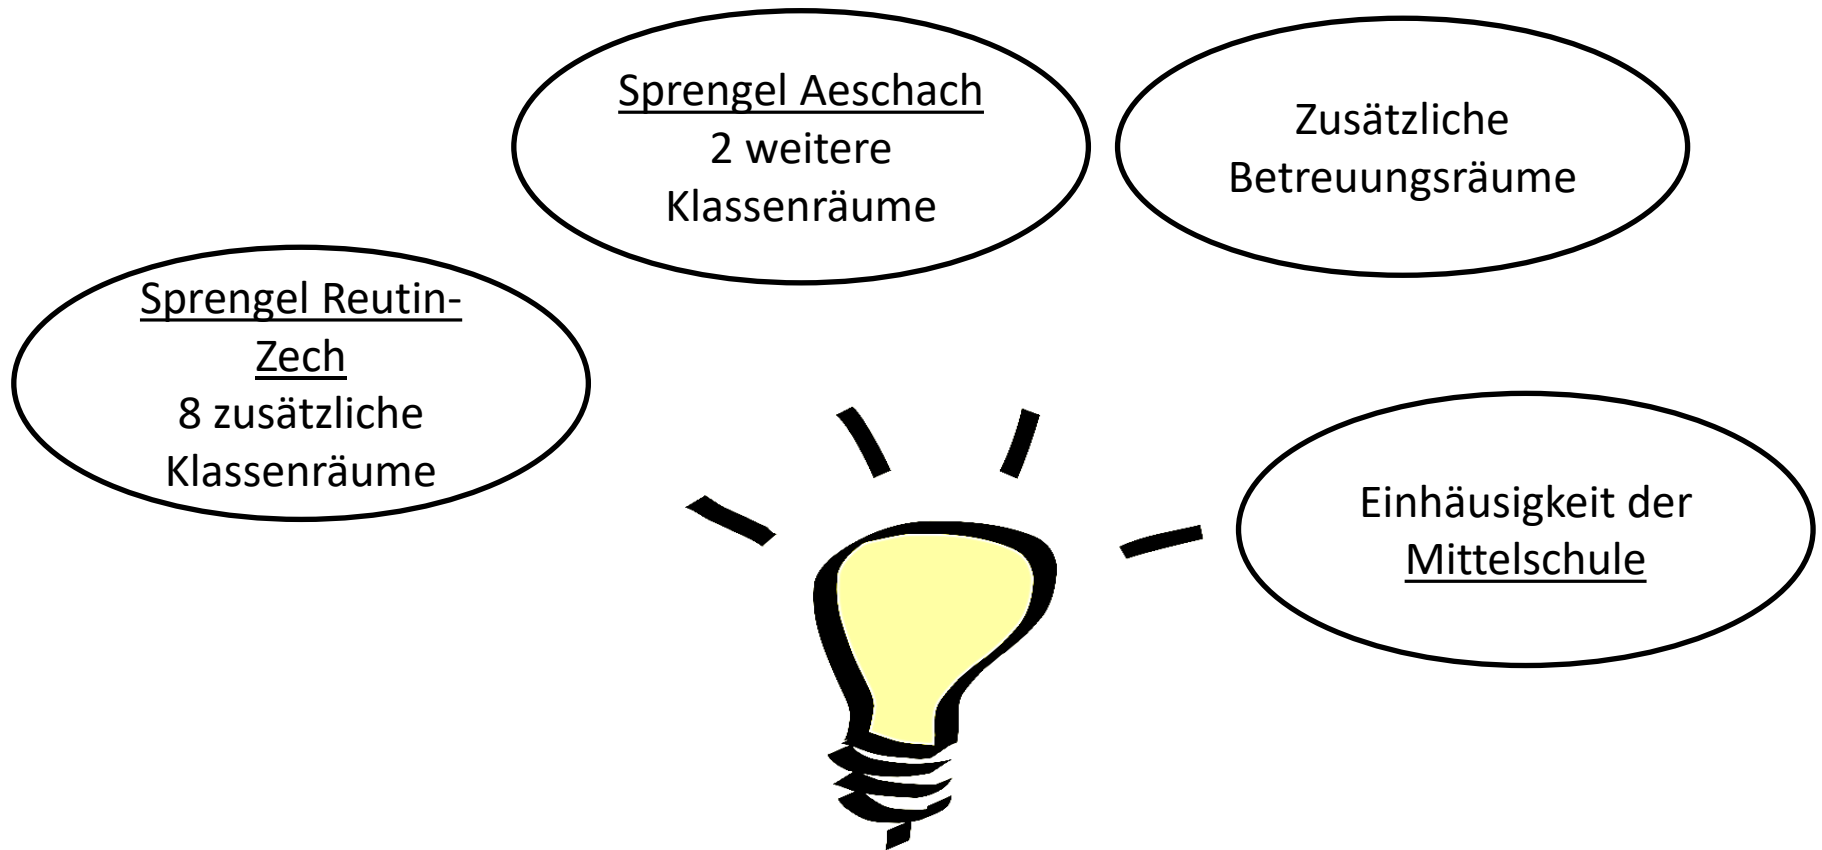 Sprengel Reutin-
Zech
8 zusätzliche
Klassenräume
Sprengel Aeschach
2 weitere
Klassenräume
Zusätzliche
Betreuungsräume
Einhäusigkeit der
Mittelschule